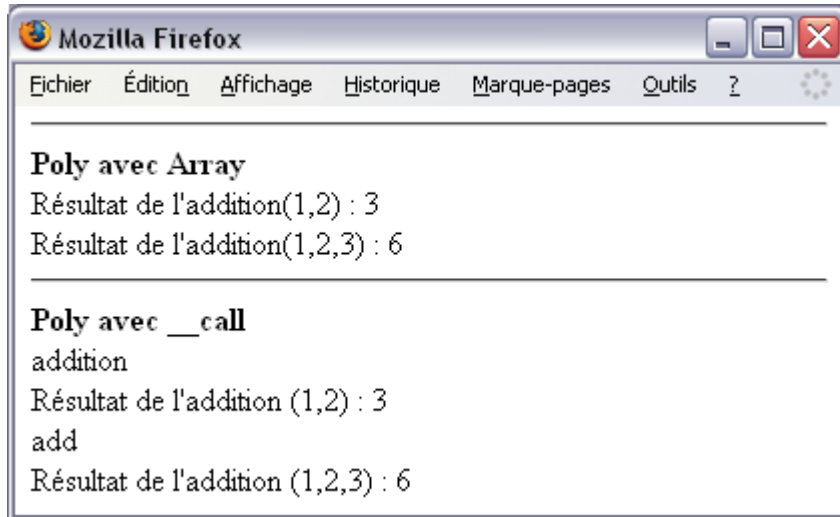 Mozilla Firefox
Fichier Édition Affichage Historique Marque-pages Outils ?
Poly avec Array
Résultat de l'addition(1,2) : 3
Résultat de l'addition(1,2,3) : 6
Poly avec __call
addition
Résultat de l'addition (1,2) : 3
add
Résultat de l'addition (1,2,3) : 6